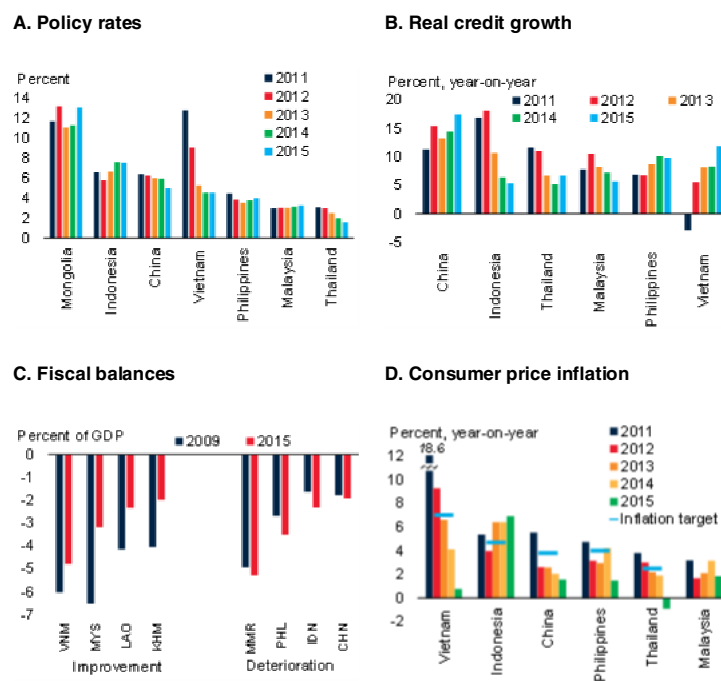 A. Policy rates
Percent
14
12
10
8
6
4
2
0
2011
2012
2013
2014
2015
Mongolia
Indonesia
China
Vietnam
Philippines
Malaysia
Thailand
B. Real credit growth
Percent, year-on-year
20
15
10
5
0
-5
2011
2012
2013
2014
2015
China
Indonesia
Thailand
Malaysia
Philippines
Vietnam
C. Fiscal balances
Percent of GDP
2009
2015
0
-1
-2
-3
-4
-5
-6
-7
VNM
MYS
LAO
KHM
MMR
PHL
IDN
CHN
Improvement
Deterioration
D. Consumer price inflation
Percent, year-on-year
18.6
12
10
8
6
4
2
0
-2
2011
2012
2013
2014
2015
Inflation target
Vietnam
Indonesia
China
Philippines
Thailand
Malaysia